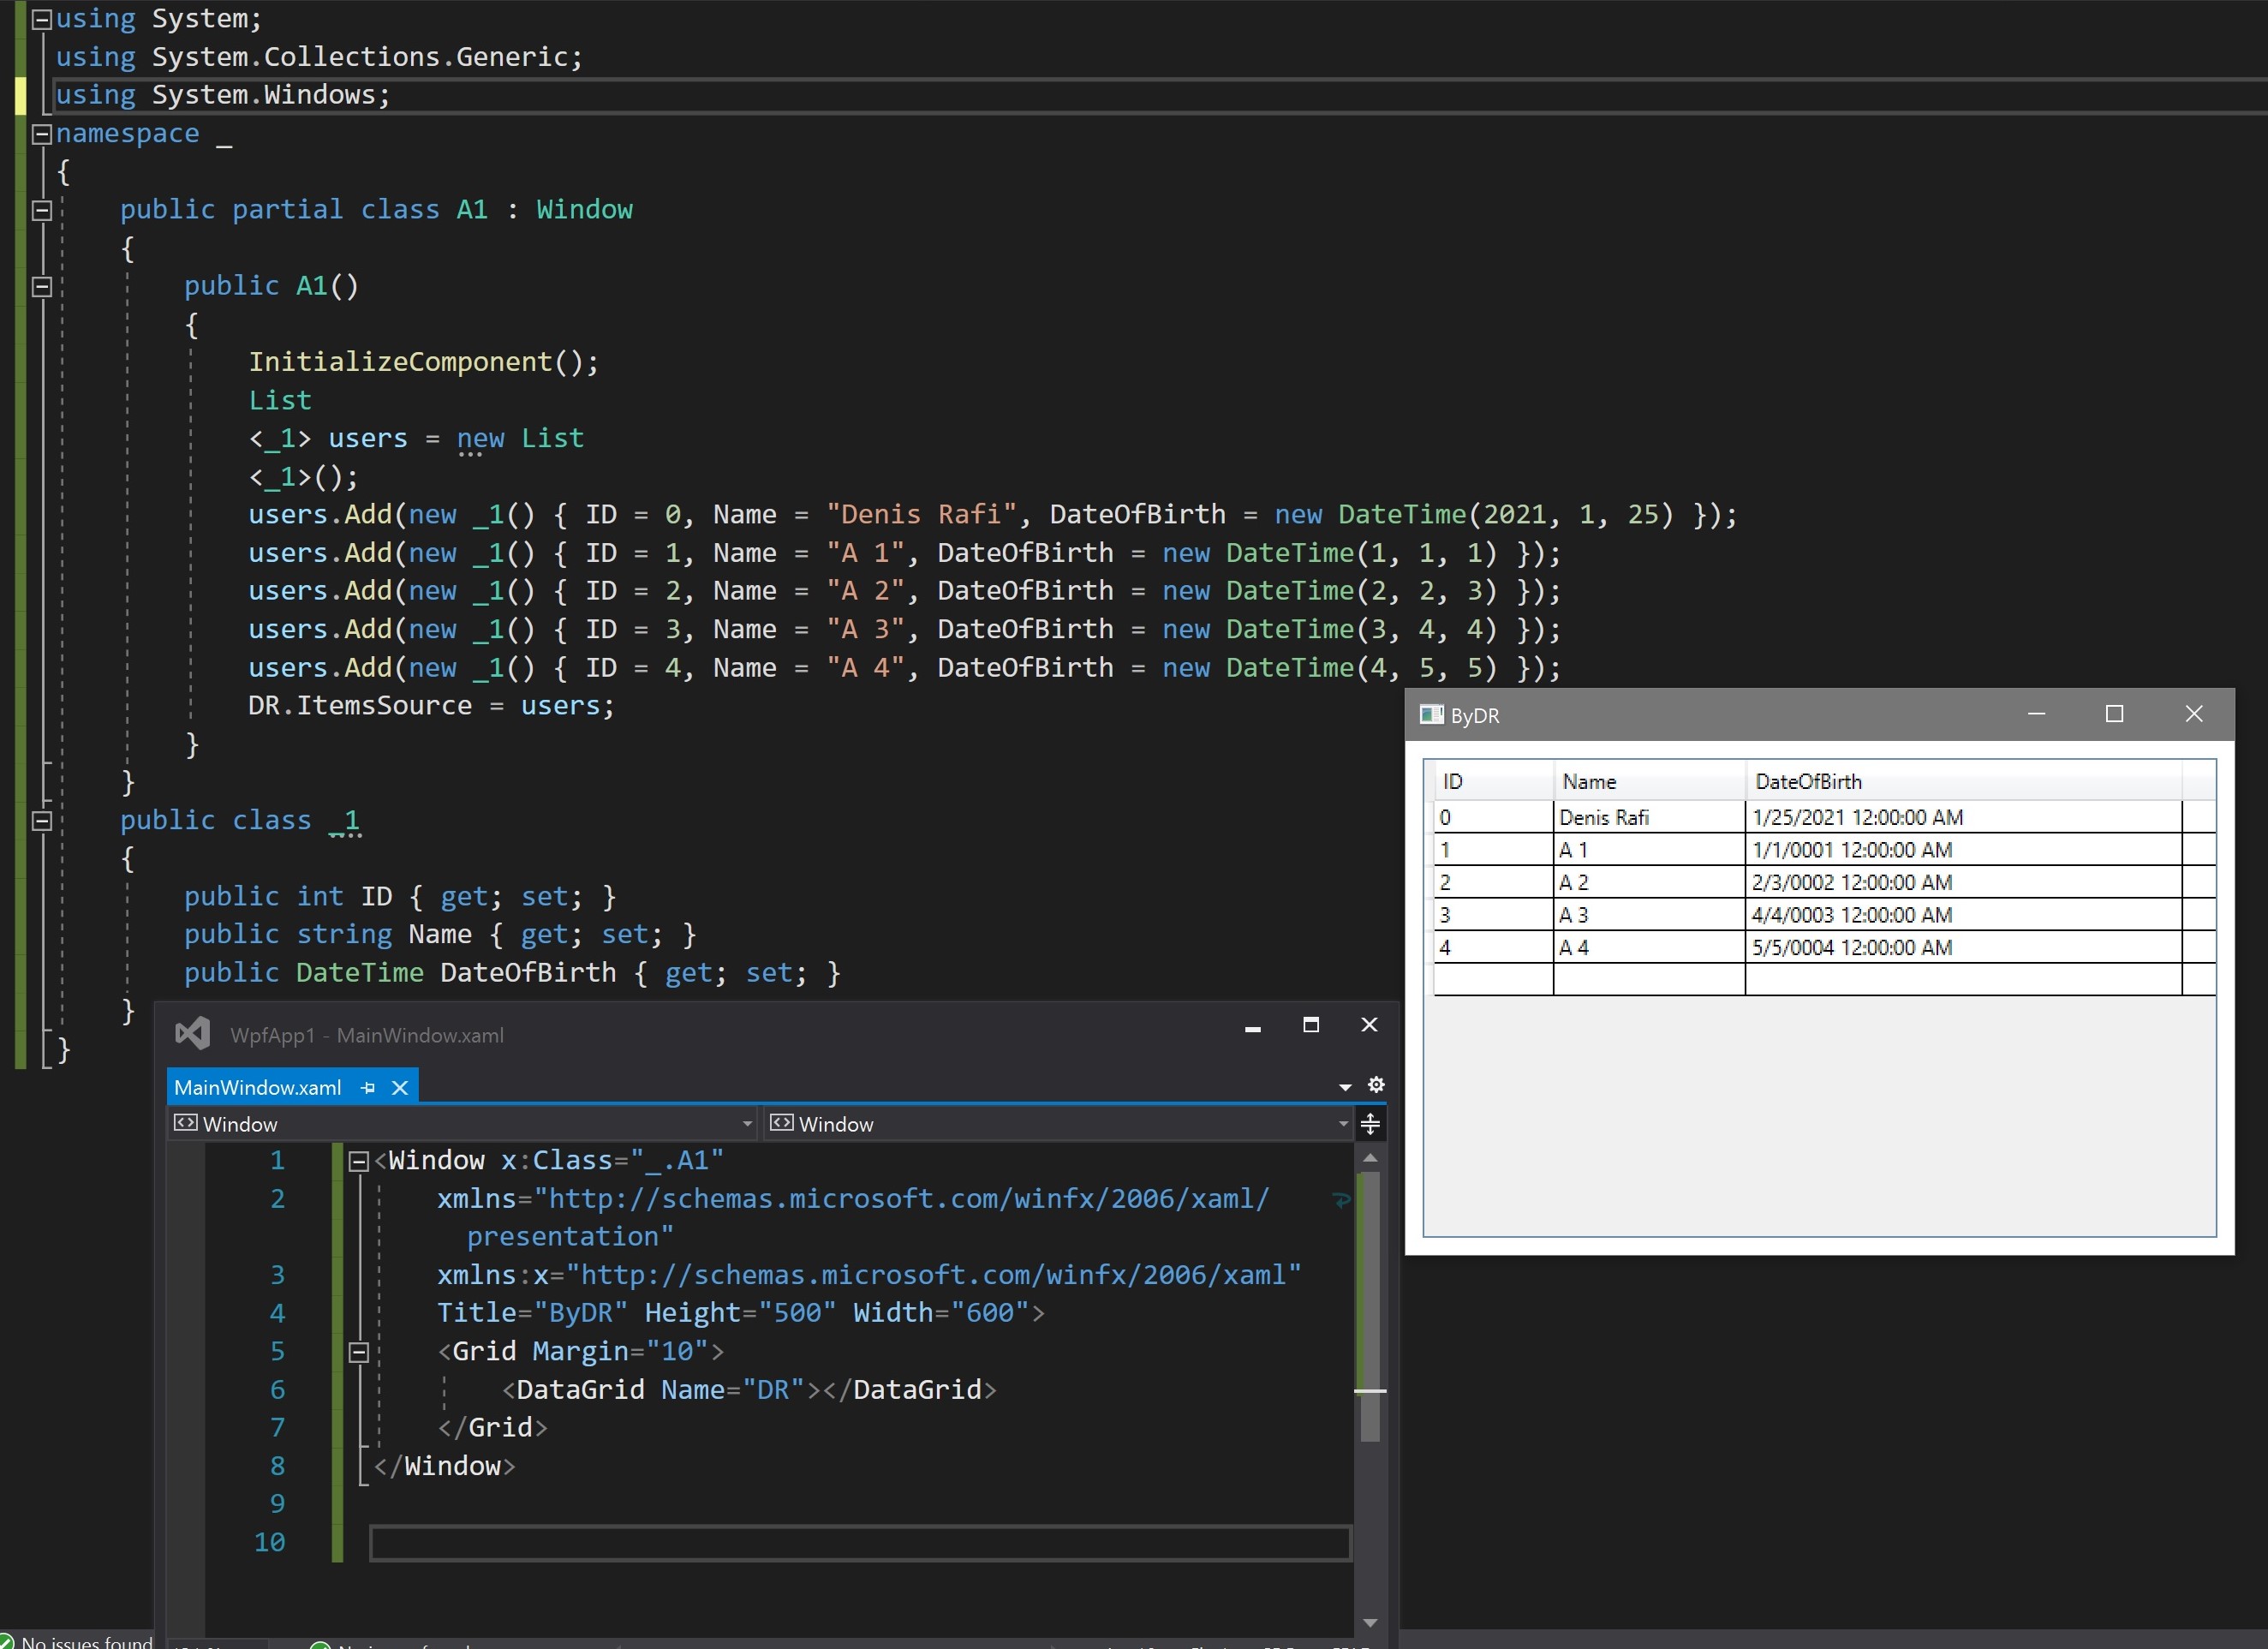 using System;
using System.Collections.Generic;
using System.Windows;
namespace _
{
public partial class A1 : Window
{
public A1()
{
InitializeComponent();
List
<_1> users = new List
<_1>();
users.Add(new _1() { ID = 0, Name = "Denis Rafi", DateOfBirth = new DateTime(2021, 1, 25) });
users.Add(new _1() { ID = 1, Name = "A 1", DateOfBirth = new DateTime(1, 1, 1) });
users.Add(new _1() { ID = 2, Name = "A 2", DateOfBirth = new DateTime(2, 2, 3) });
users.Add(new _1() { ID = 3, Name = "A 3", DateOfBirth = new DateTime(3, 4, 4) });
users.Add(new _1() { ID = 4, Name = "A 4", DateOfBirth = new DateTime(4, 5, 5) });
DR.ItemsSource = users;
}
}
public class _1
{
public int ID { get; set; }
public string Name { get; set; }
public DateTime DateOfBirth { get; set; }
}
}
ByDR
ID Name DateOfBirth
0 Denis Rafi 1/25/2021 12:00:00 AM
1 A 1 1/1/0001 12:00:00 AM
2 A 2 2/3/0002 12:00:00 AM
3 A 3 4/4/0003 12:00:00 AM
4 A 4 5/5/0004 12:00:00 AM
WpfApp1 - MainWindow.xaml
MainWindow.xaml
Window Window
1 <Window x:Class="_.A1"
2 xmlns="http://schemas.microsoft.com/winfx/2006/xaml/
presentation"
3 xmlns:x="http://schemas.microsoft.com/winfx/2006/xaml"
4 Title="ByDR" Height="500" Width="600">
5 <Grid Margin="10">
6 <DataGrid Name="DR"></DataGrid>
7 </Grid>
8 </Window>
9
10
No issues found